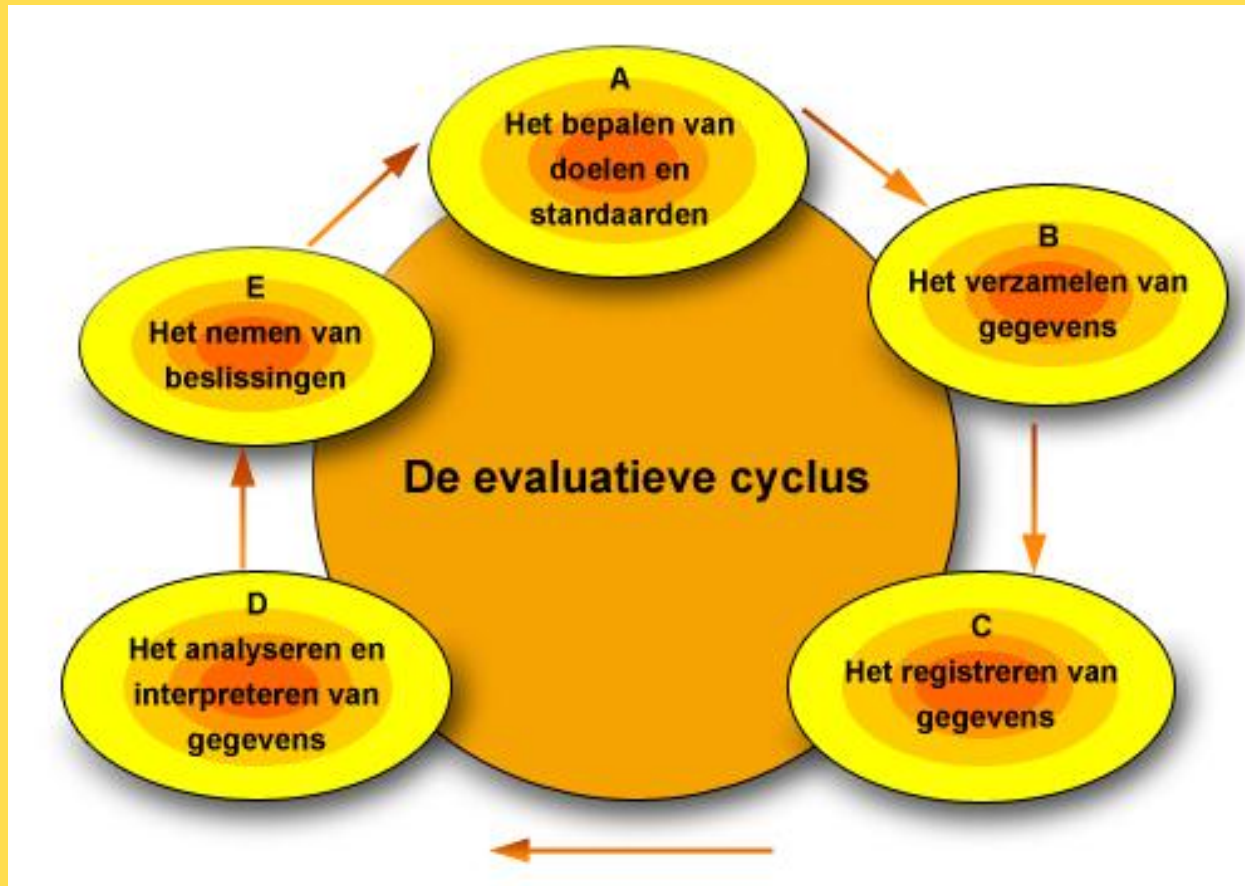 A
Het bepalen van
doelen en
standaarden
B
Het verzamelen van
gegevens
C
Het registreren van
gegevens
D
Het analyseren en
interpreteren van
gegevens
E
Het nemen van
beslissingen
De evaluatieve cyclus